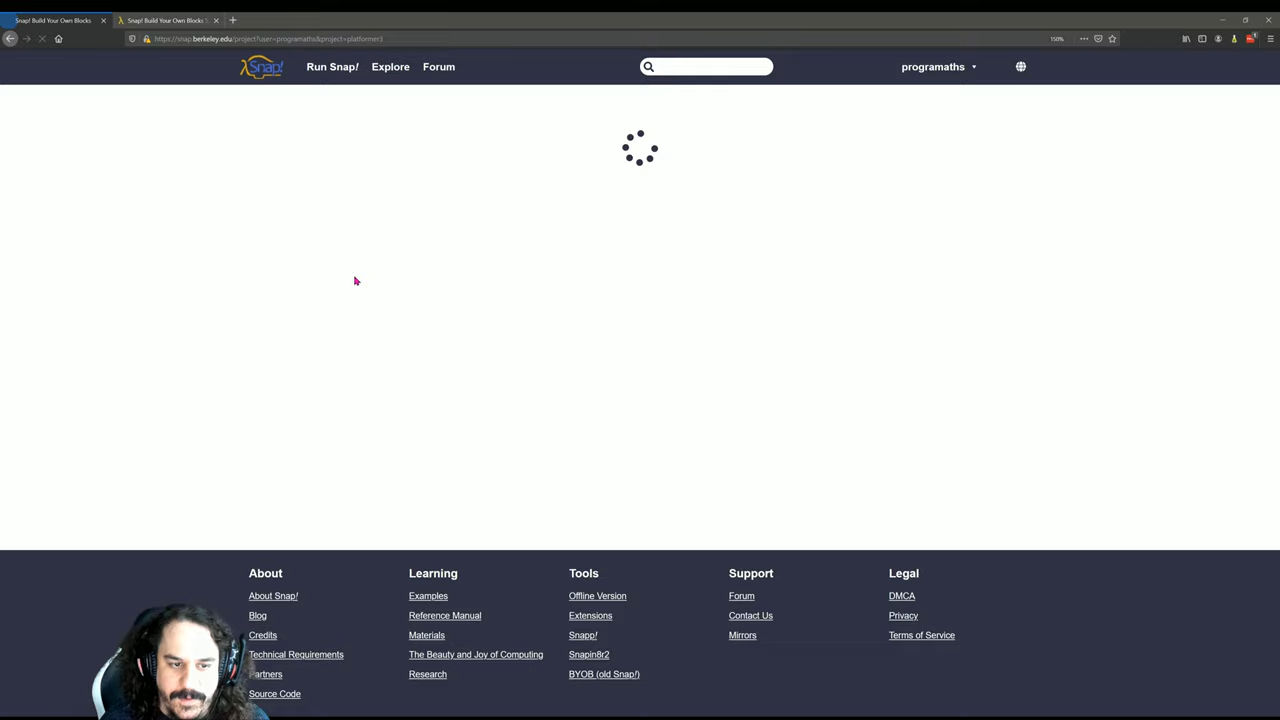 Snap! Build Your Own Blocks
Snap! Build Your Own Blocks
https://snap.berkeley.edu/project?user=programaths&project=platformer3
150%
Snap!
Run Snap!
Explore
Forum
programaths
About
About Snap!
Blog
Credits
Technical Requirements
Partners
Source Code
Learning
Examples
Reference Manual
Materials
The Beauty and Joy of Computing
Research
Tools
Offline Version
Extensions
Snapp!
Snapin8r2
BYOB (old Snap!)
Support
Forum
Contact Us
Mirrors
Legal
DMCA
Privacy
Terms of Service